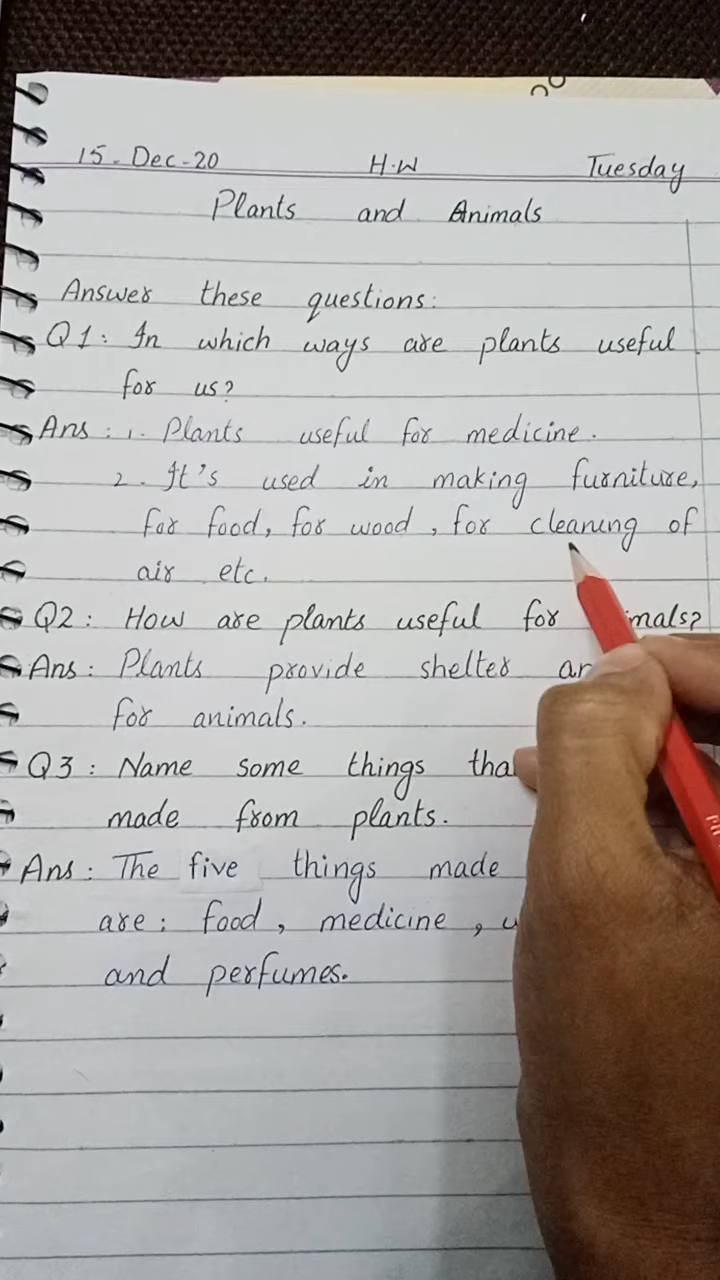 15-Dec-20 H.W Tuesday
Plants and Animals
Answer these questions:
Q1: In which ways are plants useful
for us?
Ans: 1. Plants useful for medicine.
2. It's used in making furniture,
for food, for wood, for cleaning of
air etc.
Q2: How are plants useful for
Ans: Plants provide shelter
for animals.
Q3: Name some things
made from plants.
Ans: The five things made
are: food, medicine,
and perfumes.